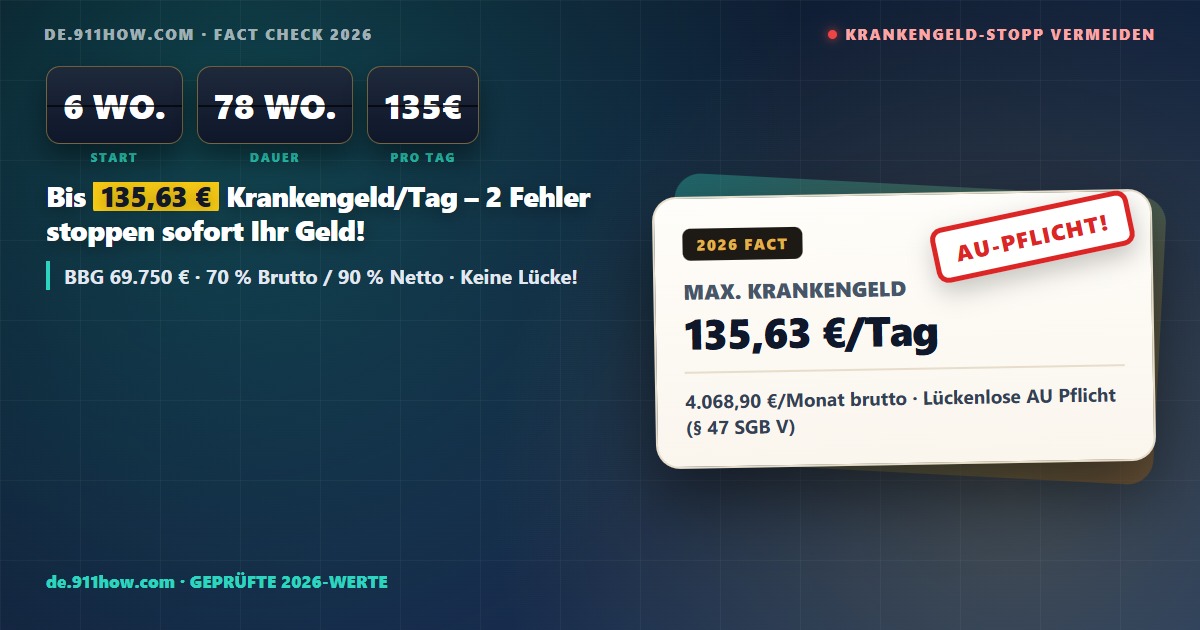 DE.911HOW.COM · FACT CHECK 2026
KRANKENGELD-STOPP VERMEIDEN
6 WO.
78 WO.
135€
START
DAUER
PRO TAG
Bis 135,63 € Krankengeld/Tag – 2 Fehler
stoppen sofort Ihr Geld!
BBG 69.750 € · 70 % Brutto / 90 % Netto · Keine Lücke!
2026 FACT
AU-PFLICHT!
MAX. KRANKENGELD
135,63 €/Tag
4.068,90 €/Monat brutto · Lückenlose AU Pflicht
(§ 47 SGB V)
de.911how.com · GEPRÜFTE 2026-WERTE